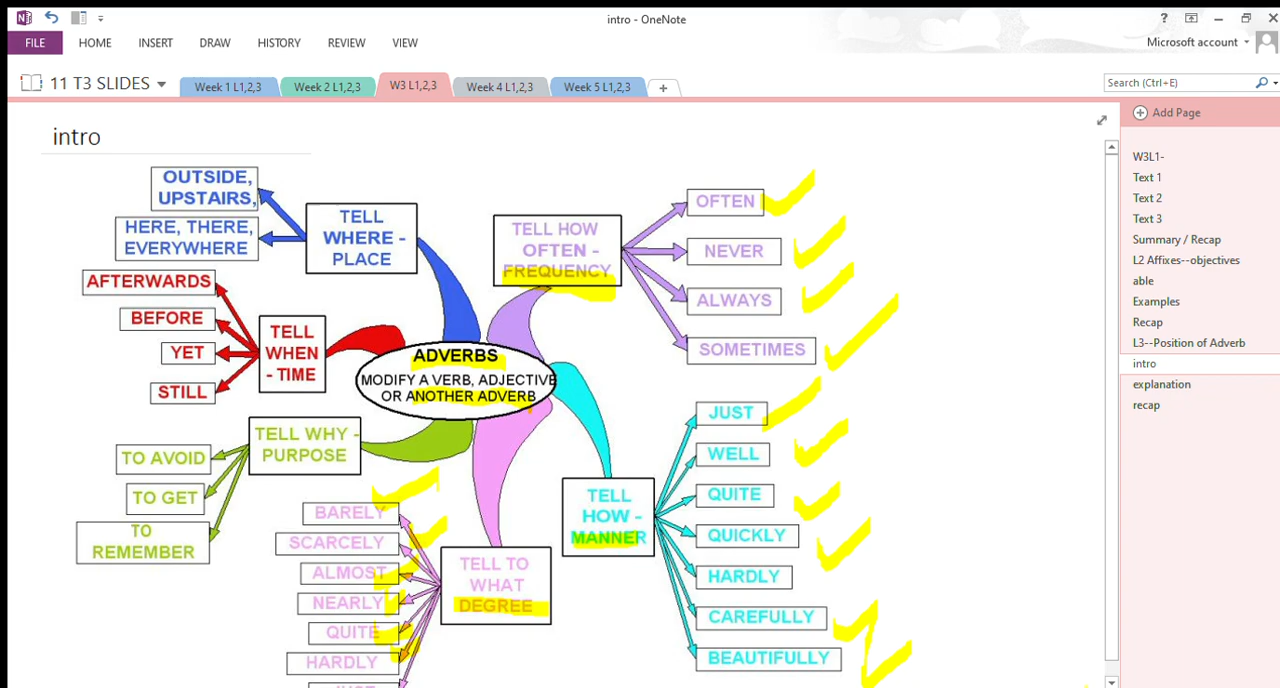 intro - OneNote
?
FILE
HOME
INSERT
DRAW
HISTORY
REVIEW
VIEW
Microsoft account
11 T3 SLIDES
Week 1 L1,2,3
Week 2 L1,2,3
W3 L1,2,3
Week 4 L1,2,3
Week 5 L1,2,3
+
Search (Ctrl+E)
Add Page
W3L1-
Text 1
Text 2
Text 3
Summary / Recap
L2 Affixes--objectives
able
Examples
Recap
L3--Position of Adverb
intro
explanation
recap
intro
OUTSIDE,
UPSTAIRS,
HERE, THERE,
EVERYWHERE
TELL
WHERE -
PLACE
AFTERWARDS
BEFORE
YET
STILL
TELL
WHEN
- TIME
TELL HOW
OFTEN -
FREQUENCY
OFTEN
NEVER
ALWAYS
SOMETIMES
ADVERBS
MODIFY A VERB, ADJECTIVE
OR ANOTHER ADVERB
TELL WHY -
PURPOSE
TO AVOID
TO GET
TO
REMEMBER
BARELY
SCARCELY
ALMOST
NEARLY
QUITE
HARDLY
JUST
TELL TO
WHAT
DEGREE
TELL
HOW -
MANNER
JUST
WELL
QUITE
QUICKLY
HARDLY
CAREFULLY
BEAUTIFULLY